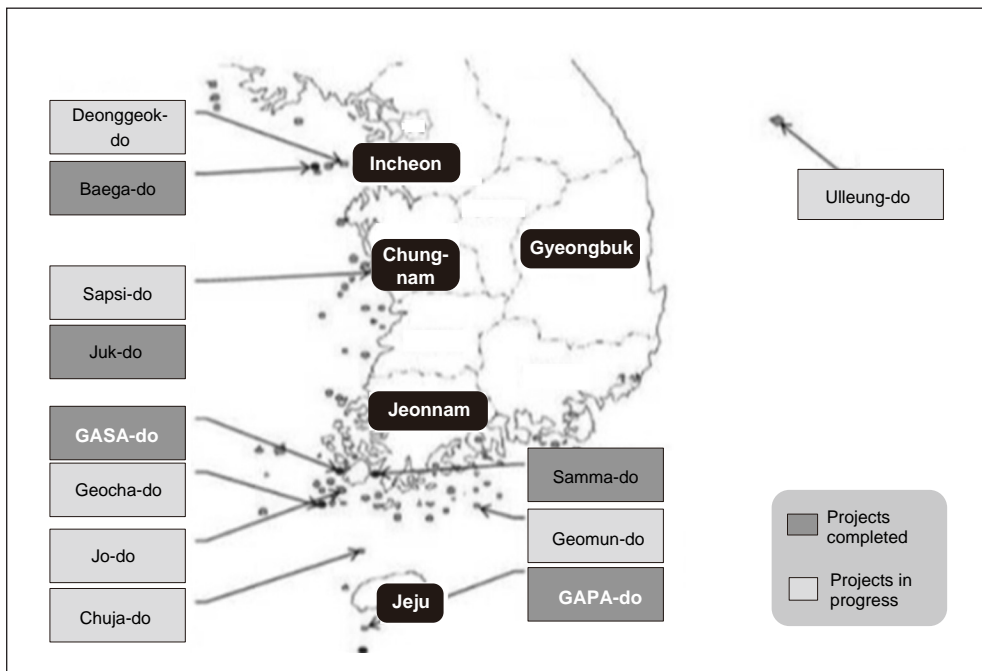 Deonggeok-
do
Baega-do
Sapsi-do
Juk-do
GASA-do
Geocha-do
Jo-do
Chuja-do
Incheon
Chung-
nam
Gyeongbuk
Jeonnam
Jeju
Ulleung-do
Samma-do
Geomun-do
GAPA-do
Projects
completed
Projects in
progress